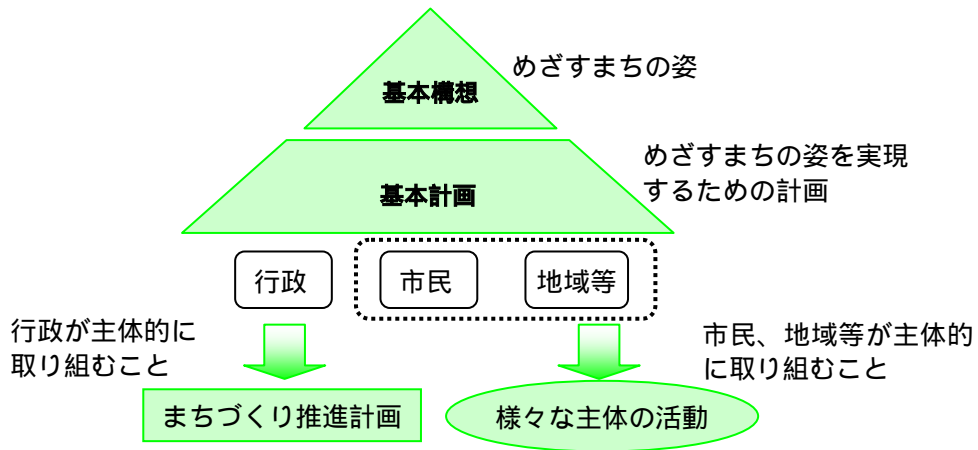 めざすまちの姿
基本構想
めざすまちの姿を実現
するための計画
基本計画
行政
市民
地域等
行政が主体的に
取り組むこと
市民、地域等が主体的
に取り組むこと
まちづくり推進計画
様々な主体の活動